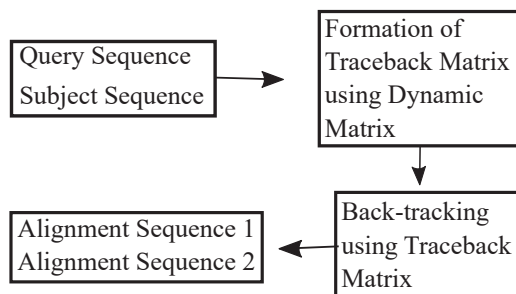 Query Sequence
Subject Sequence
Formation of
Traceback Matrix
using Dynamic
Matrix
Back-tracking
using Traceback
Matrix
Alignment Sequence 1
Alignment Sequence 2